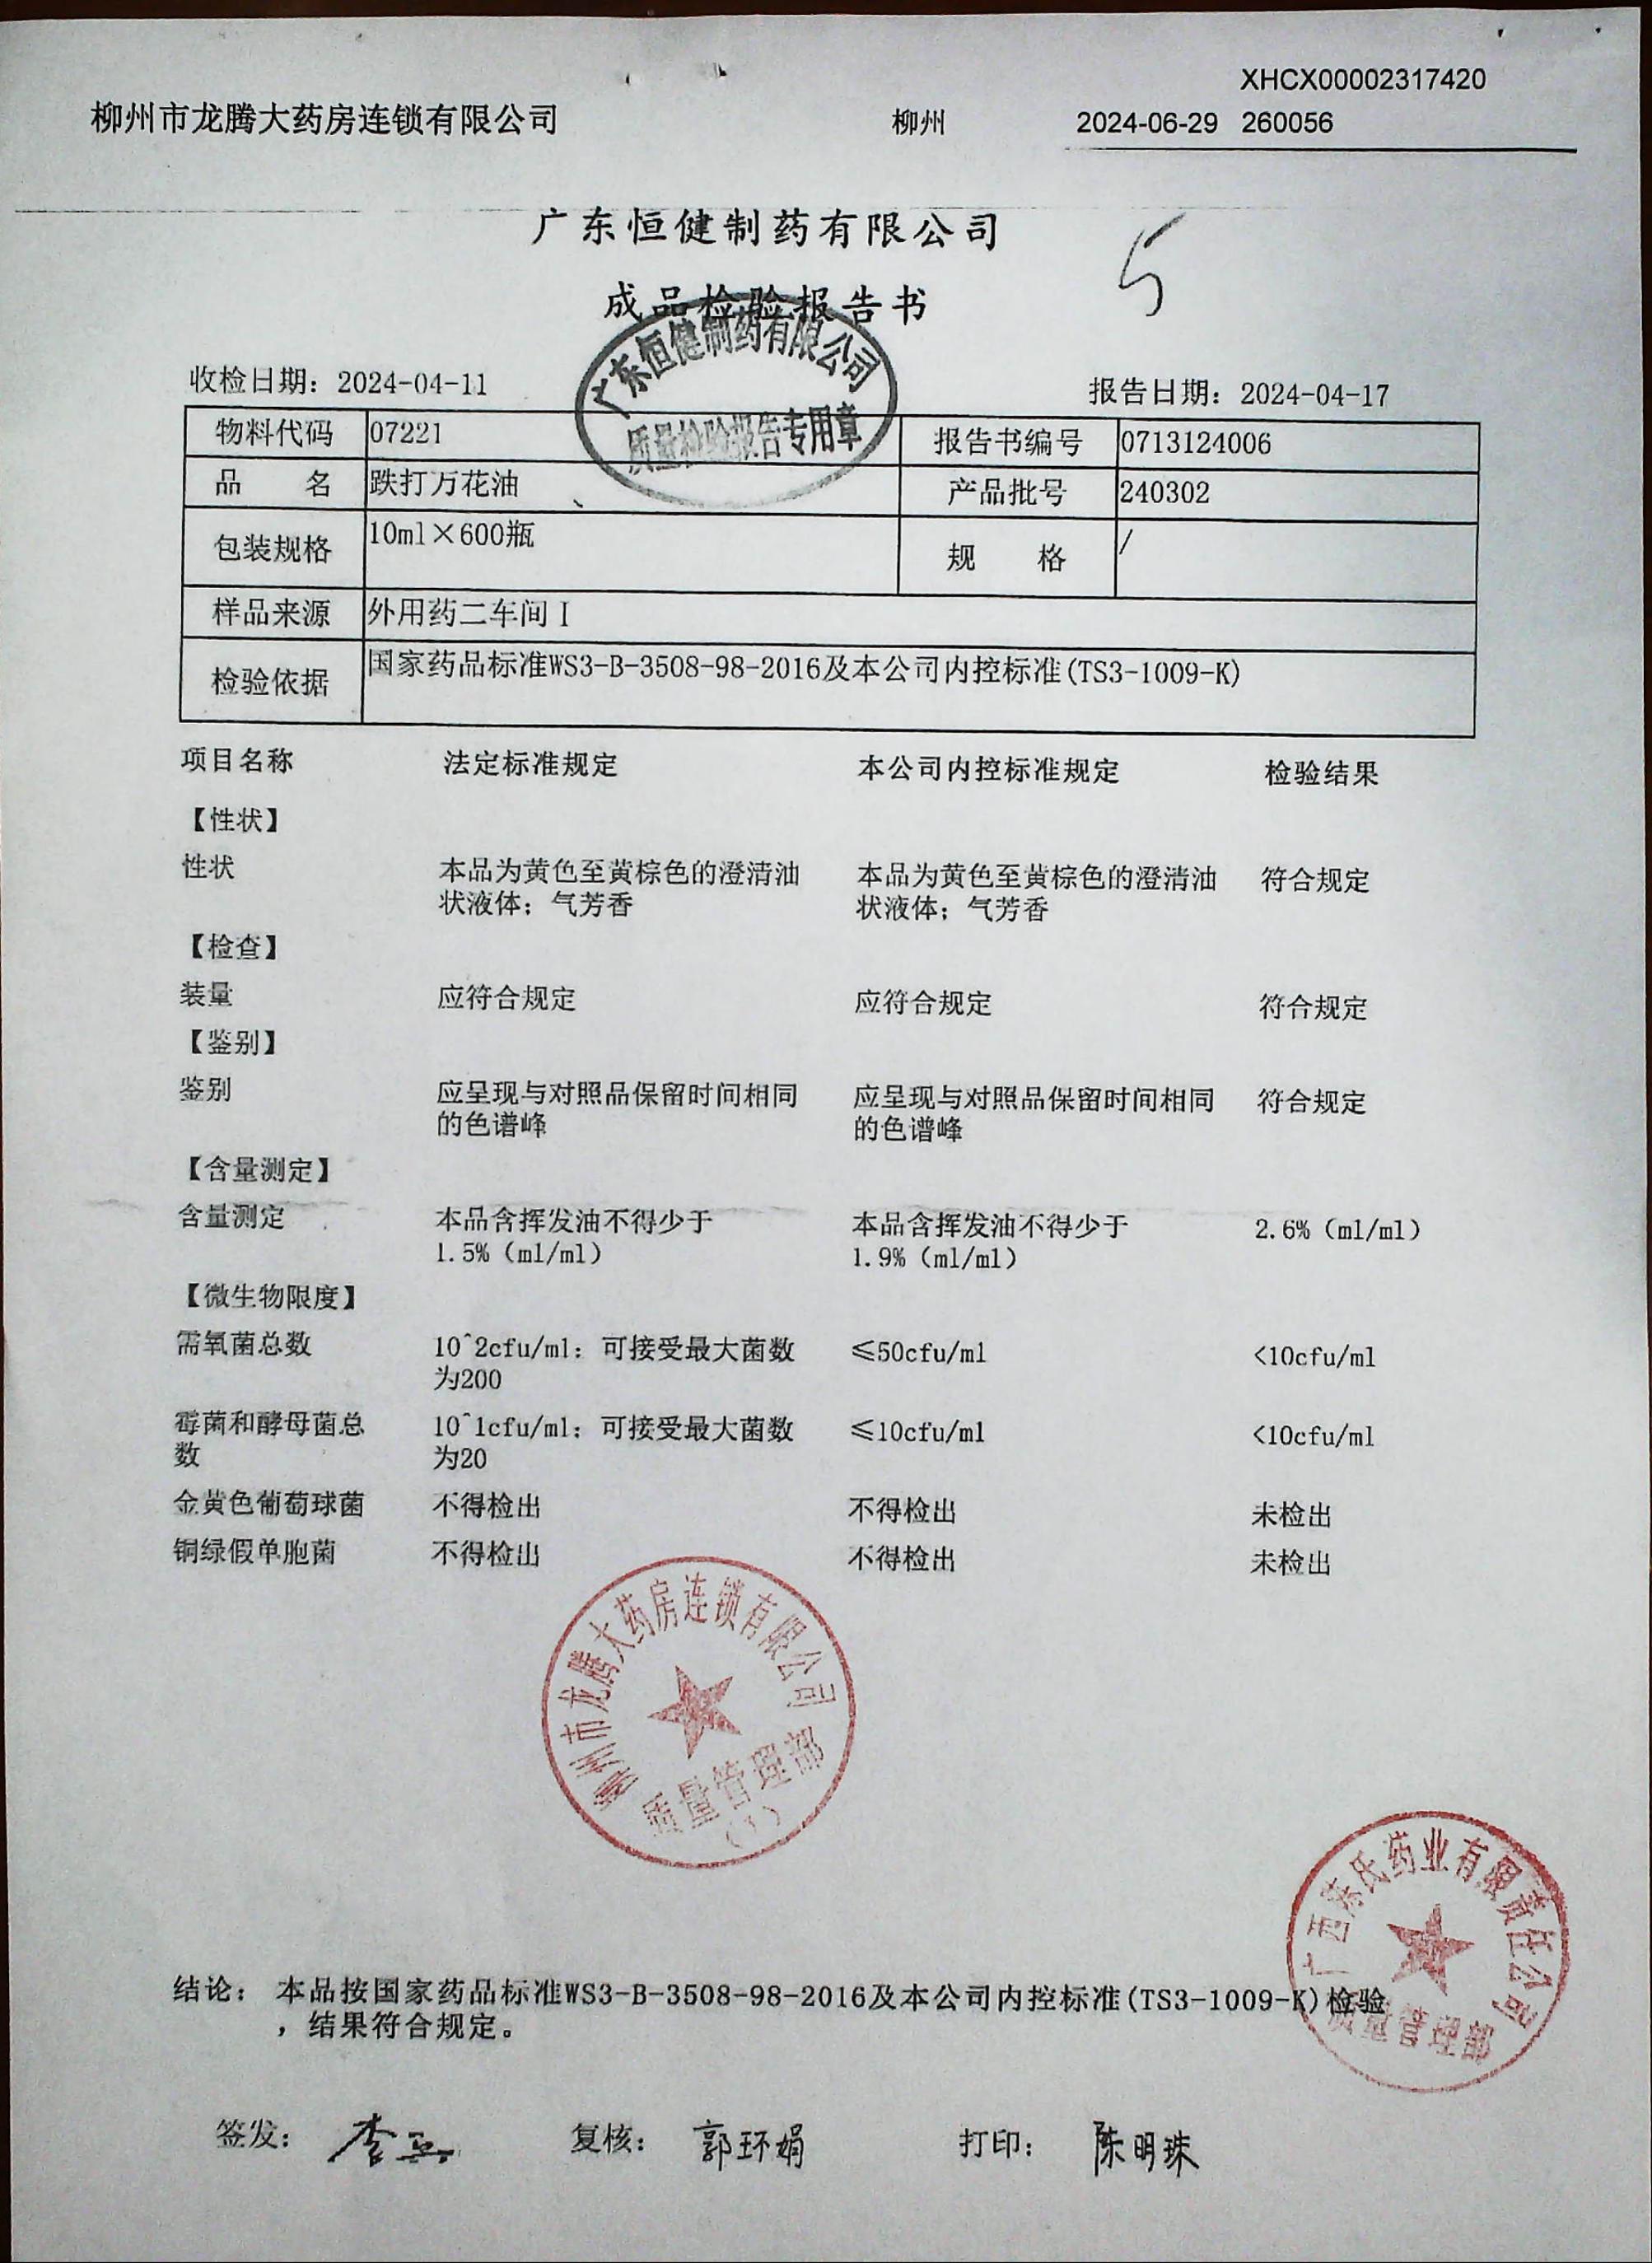 XHCX00002317420
柳州市龙腾大药房连锁有限公司 柳州 2024-06-29 260056
广东恒健制药有限公司
5
成品检验报告书
广东恒健制药有限公司
质量检验报告专用章
收检日期：2024-04-11 报告日期：2024-04-17
物料代码 07221 报告书编号 0713124006
品 名 跌打万花油 产品批号 240302
包装规格 10ml×600瓶 规 格 /
样品来源 外用药二车间Ⅰ
检验依据 国家药品标准WS3-B-3508-98-2016及本公司内控标准(TS3-1009-K)
项目名称 法定标准规定 本公司内控标准规定 检验结果
【性状】
性状 本品为黄色至黄棕色的澄清油 本品为黄色至黄棕色的澄清油 符合规定
状液体；气芳香 状液体；气芳香
【检查】
装量 应符合规定 应符合规定 符合规定
【鉴别】
鉴别 应呈现与对照品保留时间相同 应呈现与对照品保留时间相同 符合规定
的色谱峰 的色谱峰
【含量测定】
含量测定 本品含挥发油不得少于 本品含挥发油不得少于 2.6%（ml/ml）
1.5%（ml/ml） 1.9%（ml/ml）
【微生物限度】
需氧菌总数 10^2cfu/ml：可接受最大菌数 ≤50cfu/ml <10cfu/ml
为200
霉菌和酵母菌总 10^1cfu/ml：可接受最大菌数 ≤10cfu/ml <10cfu/ml
数 为20
金黄色葡萄球菌 不得检出 不得检出 未检出
铜绿假单胞菌 不得检出 不得检出 未检出
柳州市龙腾大药房连锁有限公司
质量管理部
（1）
广西东氏药业有限责任公司
质量管理部
结论： 本品按国家药品标准WS3-B-3508-98-2016及本公司内控标准(TS3-1009-K)检验
，结果符合规定。
签发： 复核：郭环娟 打印：陈明珠